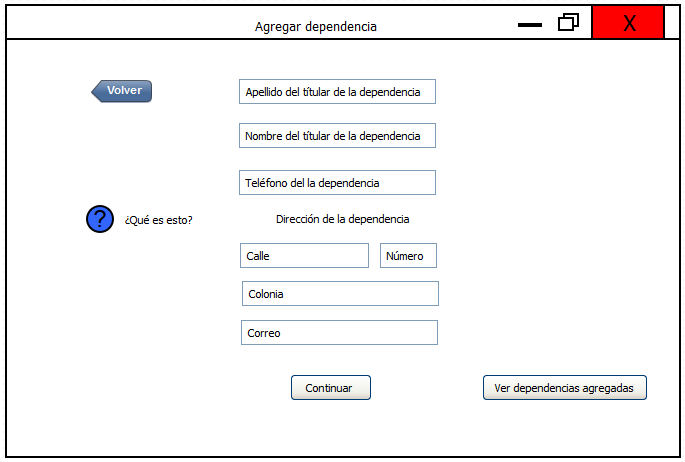 Agregar dependencia
X
Volver
Apellido del títular de la dependencia
Nombre del títular de la dependencia
Teléfono del la dependencia
?
¿Qué es esto?
Dirección de la dependencia
Calle
Número
Colonia
Correo
Continuar
Ver dependencias agregadas